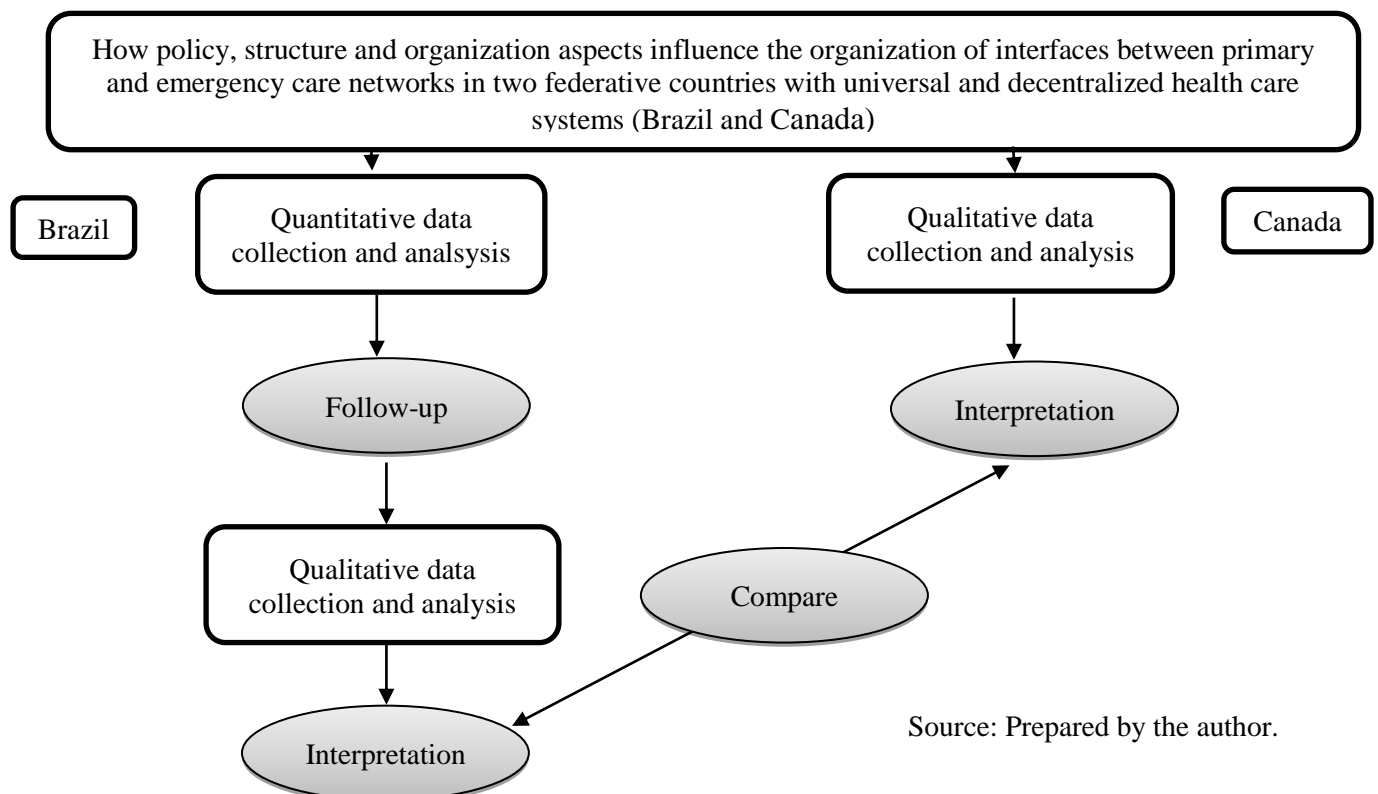 How policy, structure and organization aspects influence the organization of interfaces between primary
and emergency care networks in two federative countries with universal and decentralized health care
systems (Brazil and Canada)
Brazil
Quantitative data
collection and analsysis
Qualitative data
collection and analysis
Canada
Follow-up
Interpretation
Qualitative data
collection and analysis
Compare
Interpretation
Source: Prepared by the author.